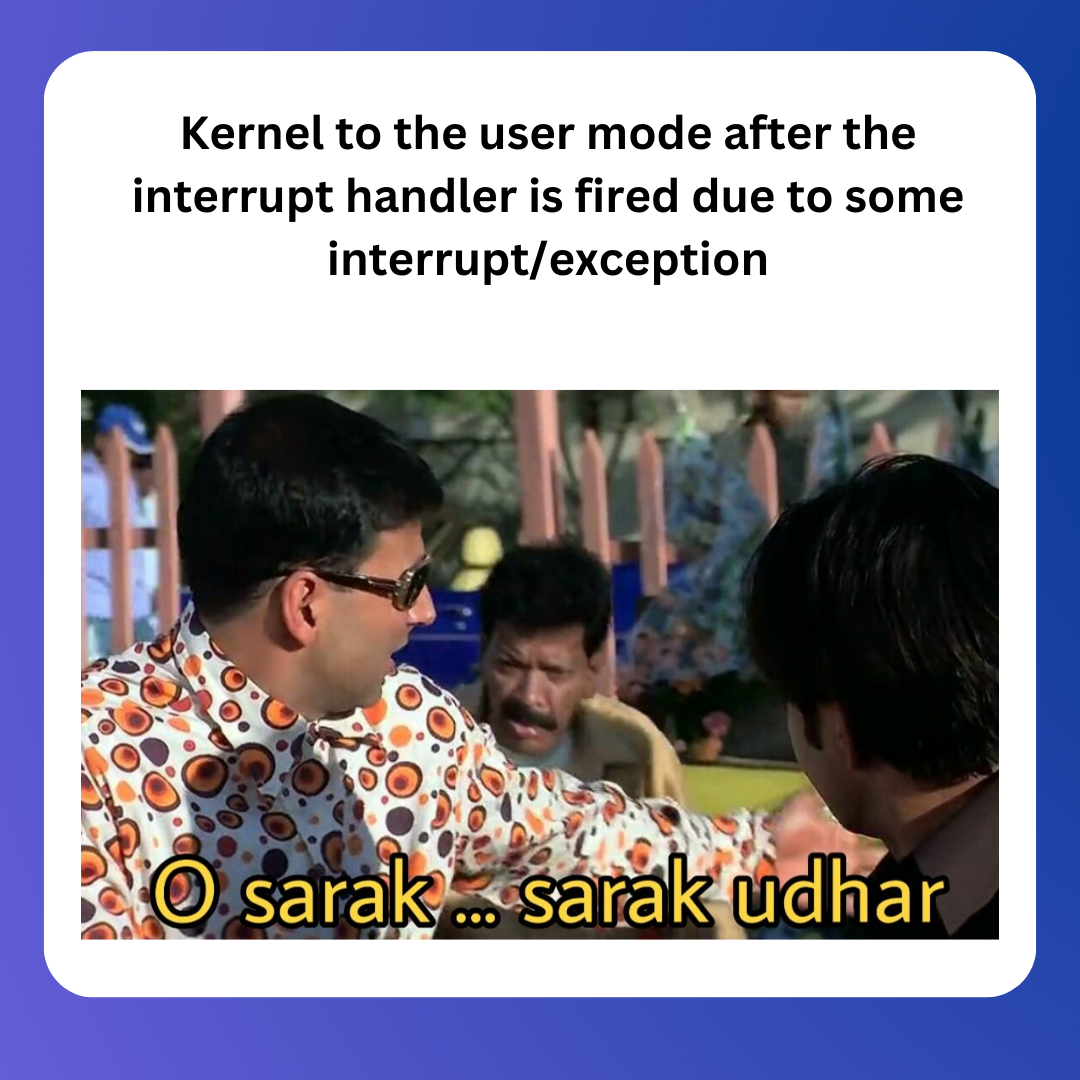 Kernel to the user mode after the
interrupt handler is fired due to some
interrupt/exception
O sarak ... sarak udhar